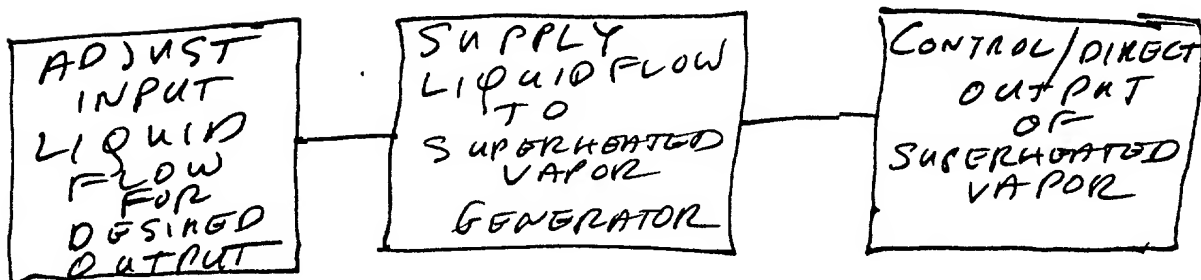 ADJUST
INPUT
LIQUID
FLOW
FOR
DESIRED
OUTPUT
SUPPLY
LIQUID FLOW
TO
SUPERHEATED
VAPOR
GENERATOR
CONTROL/DIRECT
OUTPUT
OF
SUPERHEATED
VAPOR